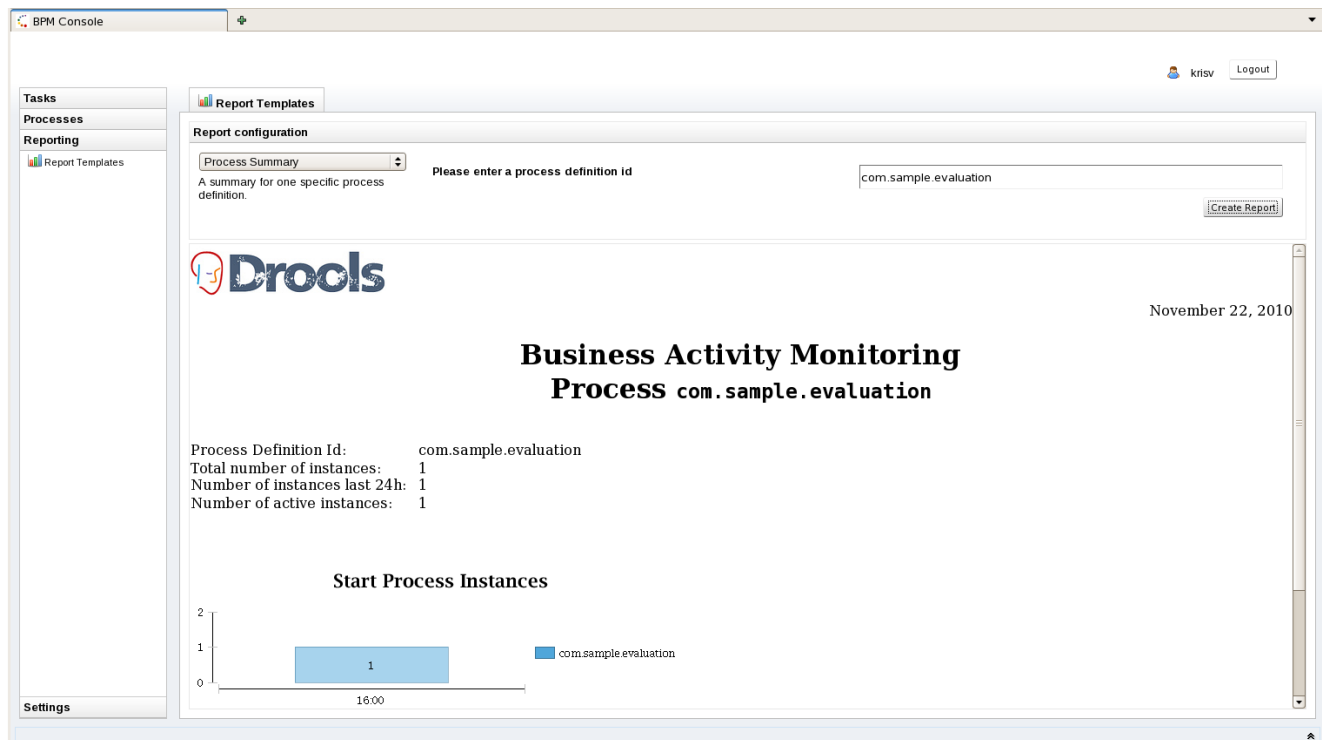 BPM Console
krisv Logout
Tasks
Processes
Reporting
Report Templates
Settings
Report Templates
Report configuration
Process Summary
A summary for one specific process
definition.
Please enter a process definition id
com.sample.evaluation
Create Report
Drools
November 22, 2010
Business Activity Monitoring
Process com.sample.evaluation
Process Definition Id: com.sample.evaluation
Total number of instances: 1
Number of instances last 24h: 1
Number of active instances: 1
Start Process Instances
2
1
0
1
16:00
com.sample.evaluation